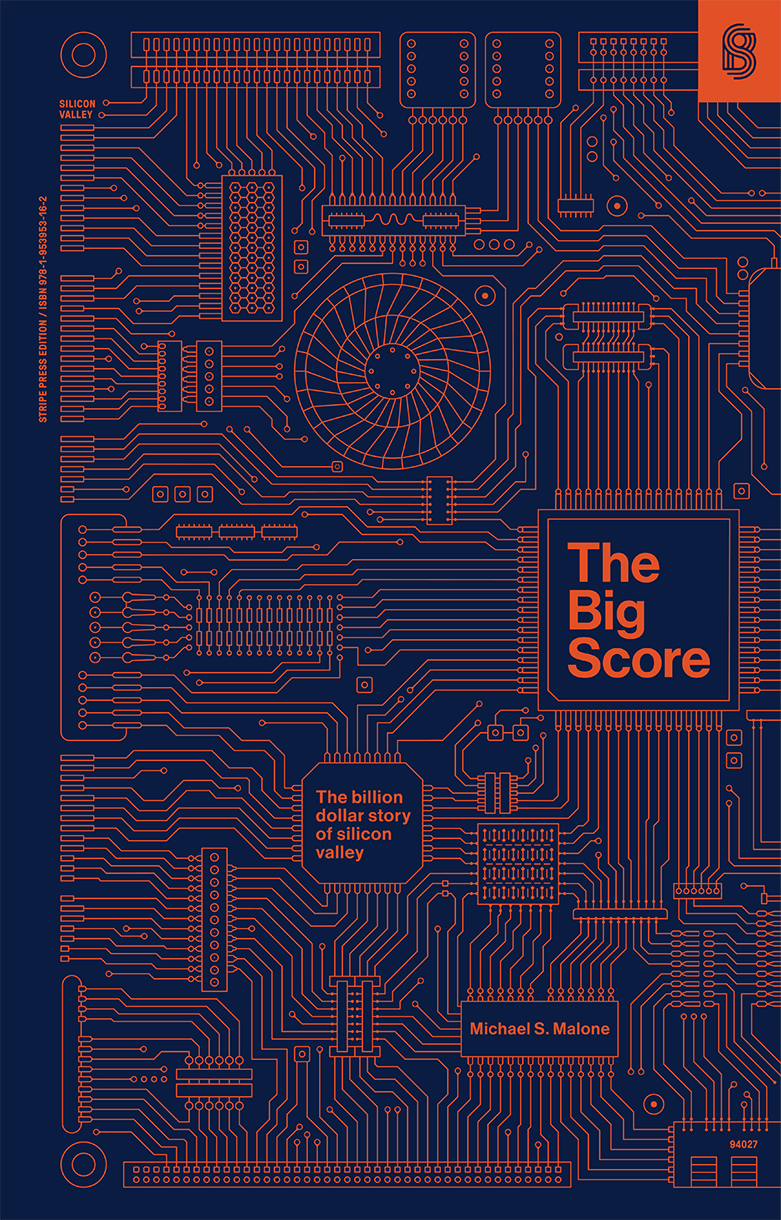 SILICON
VALLEY
STRIPE PRESS EDITION / ISBN 978-1-953953-16-2
The
Big
Score
The billion
dollar story
of silicon
valley
Michael S. Malone
94027